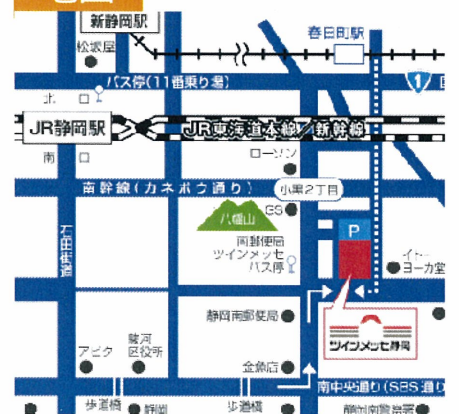 新静岡駅
松坂屋
春日町駅
バス停(11番乗り場)
1
北 口
JR静岡駅
JR東海道本線/新幹線
南 口
ローソン
南幹線(カネボウ通り)
小黒2丁目
GS
八幡山
P
石田街道
南郵便局
ツインメッセ
バス停
イトー
ヨーカ堂
静岡南郵便局
ツインメッセ静岡
アピタ
駿河
区役所
金魚店
南中央通り(SBS通り)
歩道橋
静岡
歩道橋
静岡南警察署